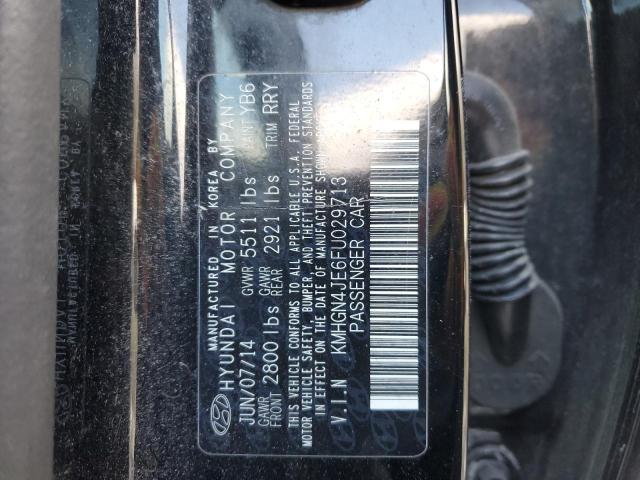 MANUFACTURED IN KOREA BY
HYUNDAI MOTOR COMPANY
JUN/07/14 GVWR 5511 lbs PAINT YB6
GAWR FRONT 2800 lbs GAWR REAR 2921 lbs TRIM RRY
THIS VEHICLE CONFORMS TO ALL APPLICABLE U.S.A. FEDERAL
MOTOR VEHICLE SAFETY, BUMPER, AND THEFT PREVENTION STANDARDS
IN EFFECT ON THE DATE OF MANUFACTURE SHOWN
V.I.N KMHGN4JE6FU029713
PASSENGER CAR